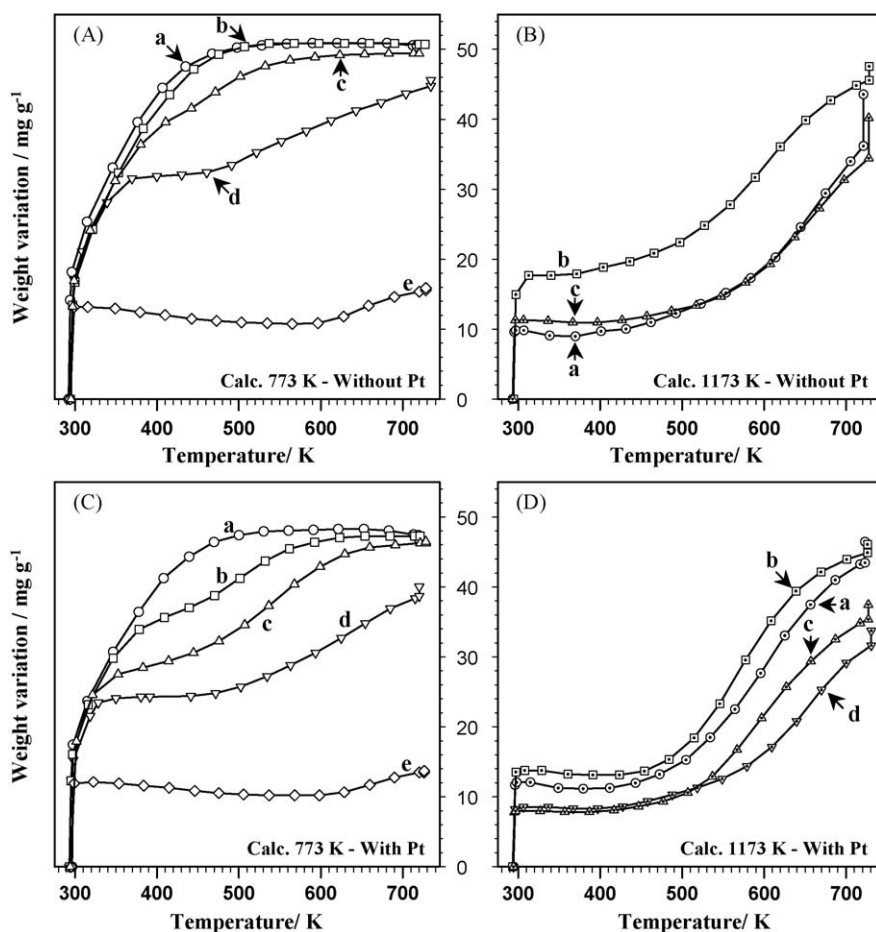 (A)
a
b
c
d
e
Calc. 773 K - Without Pt
300 400 500 600 700
Temperature/ K
Weight variation / mg g-1
50
40
30
20
10
0
(B)
b
c
a
Calc. 1173 K - Without Pt
300 400 500 600 700
Temperature/ K
(C)
a
b
c
d
e
Calc. 773 K - With Pt
300 400 500 600 700
Temperature/ K
Weight variation / mg g-1
50
40
30
20
10
0
(D)
b
a
c
d
Calc. 1173 K - With Pt
300 400 500 600 700
Temperature/ K